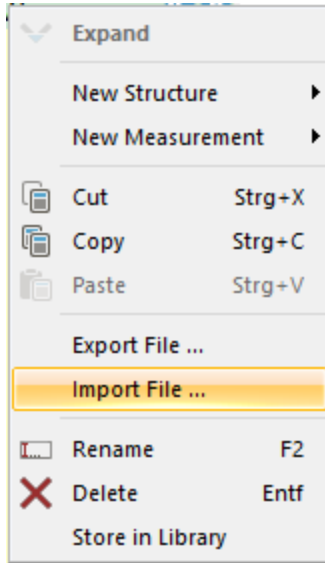 Expand
New Structure
New Measurement
Cut Strg+X
Copy Strg+C
Paste Strg+V
Export File ...
Import File ...
Rename F2
Delete Entf
Store in Library